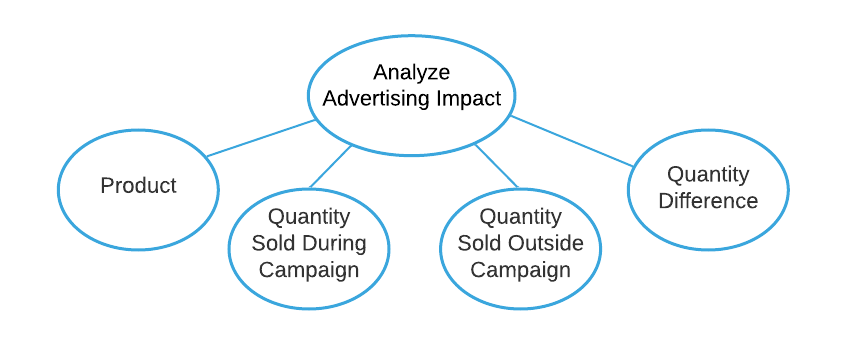 Analyze
Advertising Impact
Product
Quantity
Sold During
Campaign
Quantity
Sold Outside
Campaign
Quantity
Difference